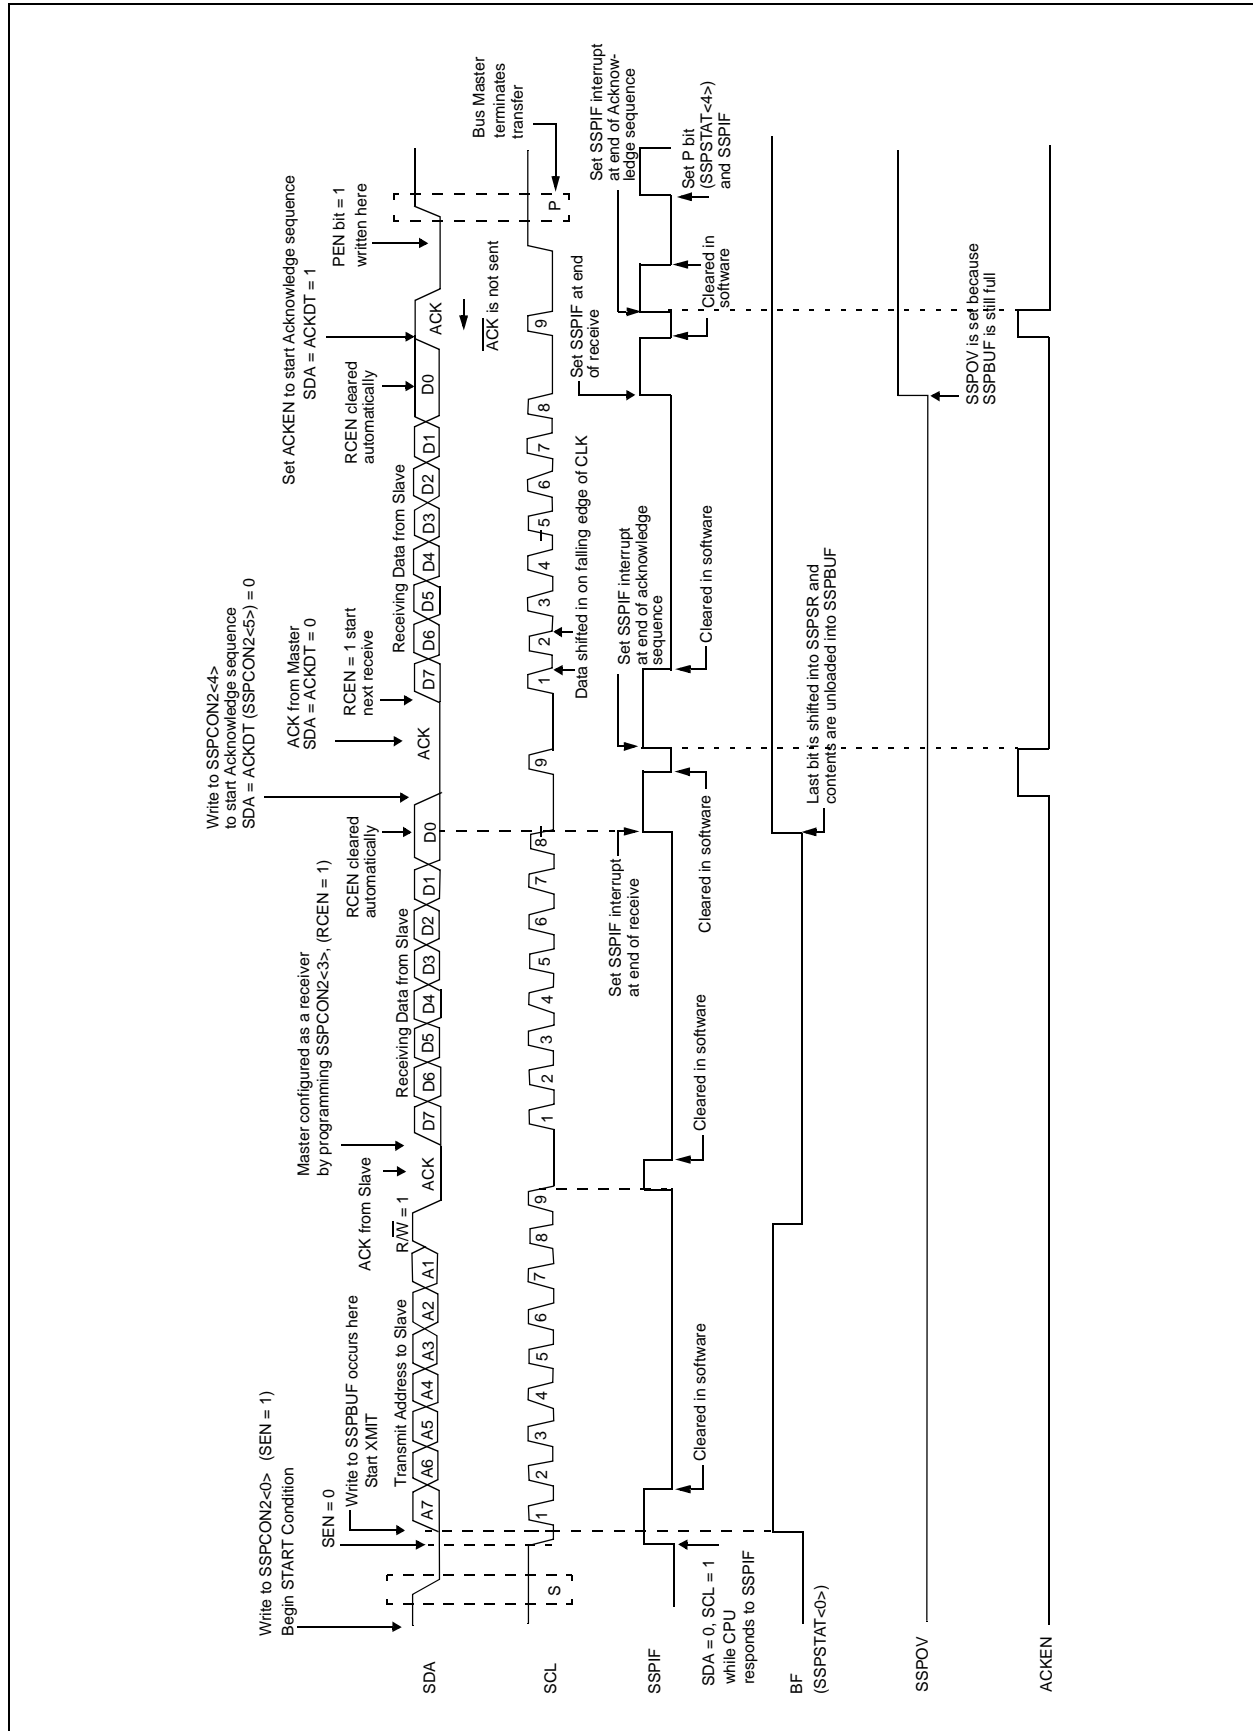 Write to SSPCON2<0> (SEN = 1)
Begin START Condition
SEN = 0
Write to SSPBUF occurs here
Start XMIT
Transmit Address to Slave
ACK from Slave
R/W = 1
Master configured as a receiver
by programming SSPCON2<3>, (RCEN = 1)
Receiving Data from Slave
RCEN cleared
automatically
Write to SSPCON2<4>
to start Acknowledge sequence
SDA = ACKDT (SSPCON2<5>) = 0
ACK from Master
SDA = ACKDT = 0
RCEN = 1 start
next receive
Receiving Data from Slave
RCEN cleared
automatically
Set ACKEN to start Acknowledge sequence
SDA = ACKDT = 1
PEN bit = 1
written here
SDA
A7 A6 A5 A4 A3 A2 A1
ACK
D7 D6 D5 D4 D3 D2 D1 D0
ACK
D7 D6 D5 D4 D3 D2 D1 D0
ACK
ACK is not sent
Bus Master
terminates
transfer
SCL
S
1 2 3 4 5 6 7 8 9
1 2 3 4 5 6 7 8 9
1 2 3 4 5 6 7 8 9
P
Data shifted in on falling edge of CLK
Set SSPIF interrupt
at end of receive
Set SSPIF interrupt
at end of acknowledge
sequence
Set SSPIF at end
of receive
Set SSPIF interrupt
at end of Acknow-
ledge sequence
SSPIF
SDA = 0, SCL = 1
while CPU
responds to SSPIF
Cleared in software
Cleared in software
Cleared in software
Cleared in software
Cleared in
software
Set P bit
(SSPSTAT<4>)
and SSPIF
BF
(SSPSTAT<0>)
Last bit is shifted into SSPSR and
contents are unloaded into SSPBUF
SSPOV
SSPOV is set because
SSPBUF is still full
ACKEN